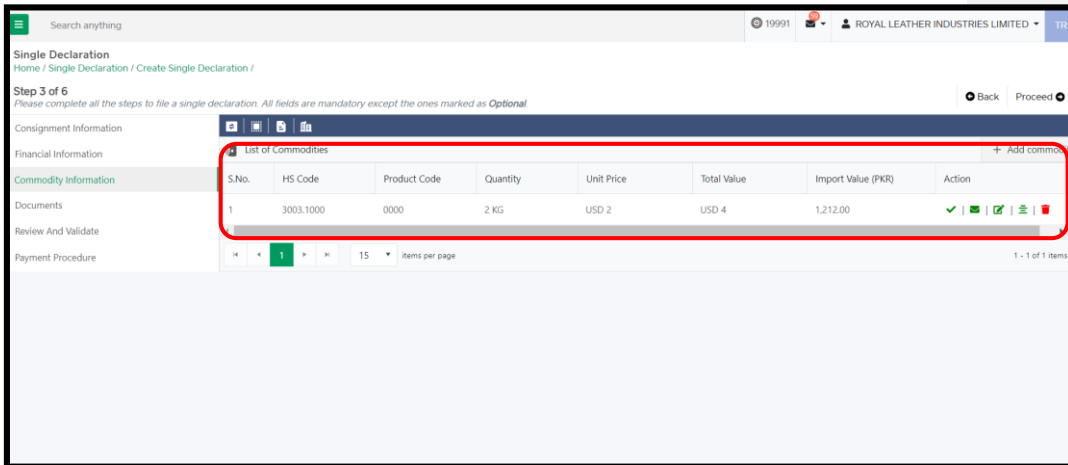 Search anything
19991
ROYAL LEATHER INDUSTRIES LIMITED
TR
Single Declaration
Home / Single Declaration / Create Single Declaration /
Step 3 of 6
Please complete all the steps to file a single declaration. All fields are mandatory except the ones marked as Optional.
Back Proceed
Consignment Information
Financial Information
Commodity Information
Documents
Review And Validate
Payment Procedure
List of Commodities
+ Add commodi
S.No. HS Code Product Code Quantity Unit Price Total Value Import Value (PKR) Action
1 3003.1000 0000 2 KG USD 2 USD 4 1,212.00
1 15 items per page 1 - 1 of 1 items